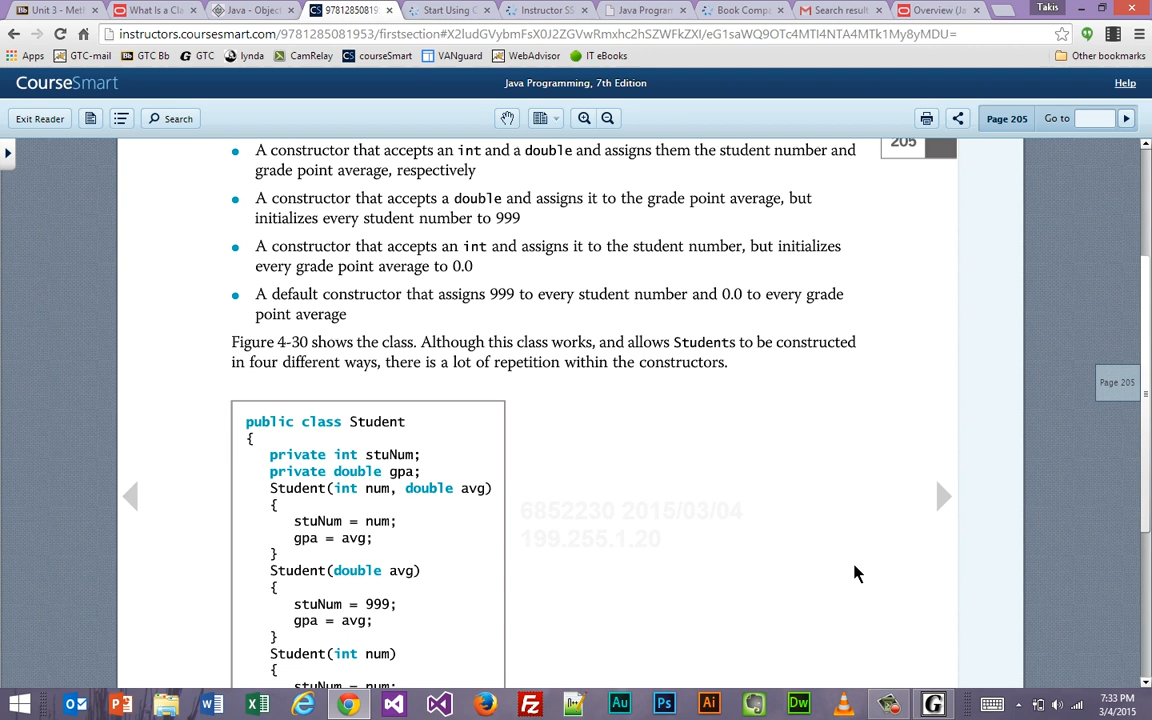 Takis
Unit 3 - Met
What Is a Cla
Java - Object
97812850819
Start Using C
Instructor SS
Java Program
Book Compa
Search result
Overview (Ja
instructors.coursesmart.com/9781285081953/firstsection#
Apps GTC-mail GTC Bb GTC lynda CamRelay courseSmart VANguard WebAdvisor IT eBooks Other bookmarks
CourseSmart Java Programming, 7th Edition Help
Exit Reader Search Page 205 Go to
205
A constructor that accepts an int and a double and assigns them the student number and
grade point average, respectively
A constructor that accepts a double and assigns it to the grade point average, but
initializes every student number to 999
A constructor that accepts an int and assigns it to the student number, but initializes
every grade point average to 0.0
A default constructor that assigns 999 to every student number and 0.0 to every grade
point average
Figure 4-30 shows the class. Although this class works, and allows Students to be constructed
in four different ways, there is a lot of repetition within the constructors.
Page 205
public class Student
{
private int stuNum;
private double gpa;
Student(int num, double avg)
{
stuNum = num;
gpa = avg;
}
Student(double avg)
{
stuNum = 999;
gpa = avg;
}
Student(int num)
{
stuNum = num;
6852230 2015/03/04
199.255.1.20
7:33 PM
3/4/2015